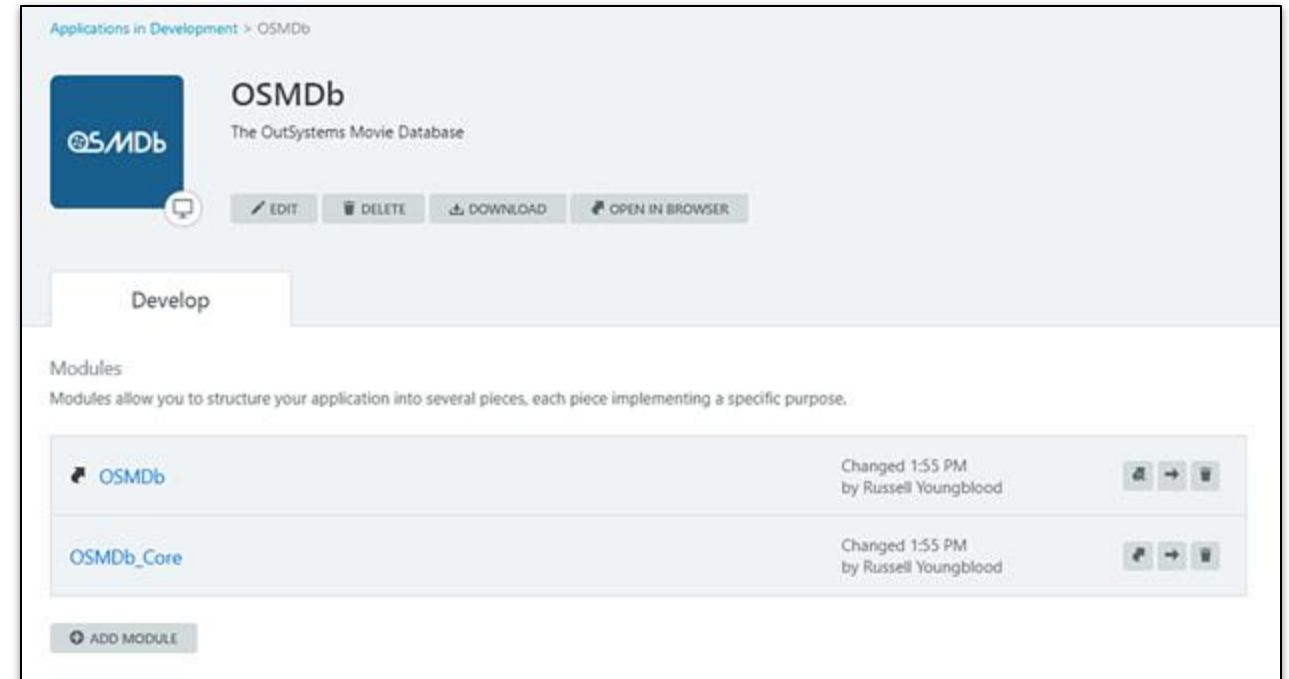 Applications in Development > OSMDb
OSMDb
OSMDb
The OutSystems Movie Database
EDIT DELETE DOWNLOAD OPEN IN BROWSER
Develop
Modules
Modules allow you to structure your application into several pieces, each piece implementing a specific purpose.
OSMDb
Changed 1:55 PM
by Russell Youngblood
OSMDb_Core
Changed 1:55 PM
by Russell Youngblood
ADD MODULE